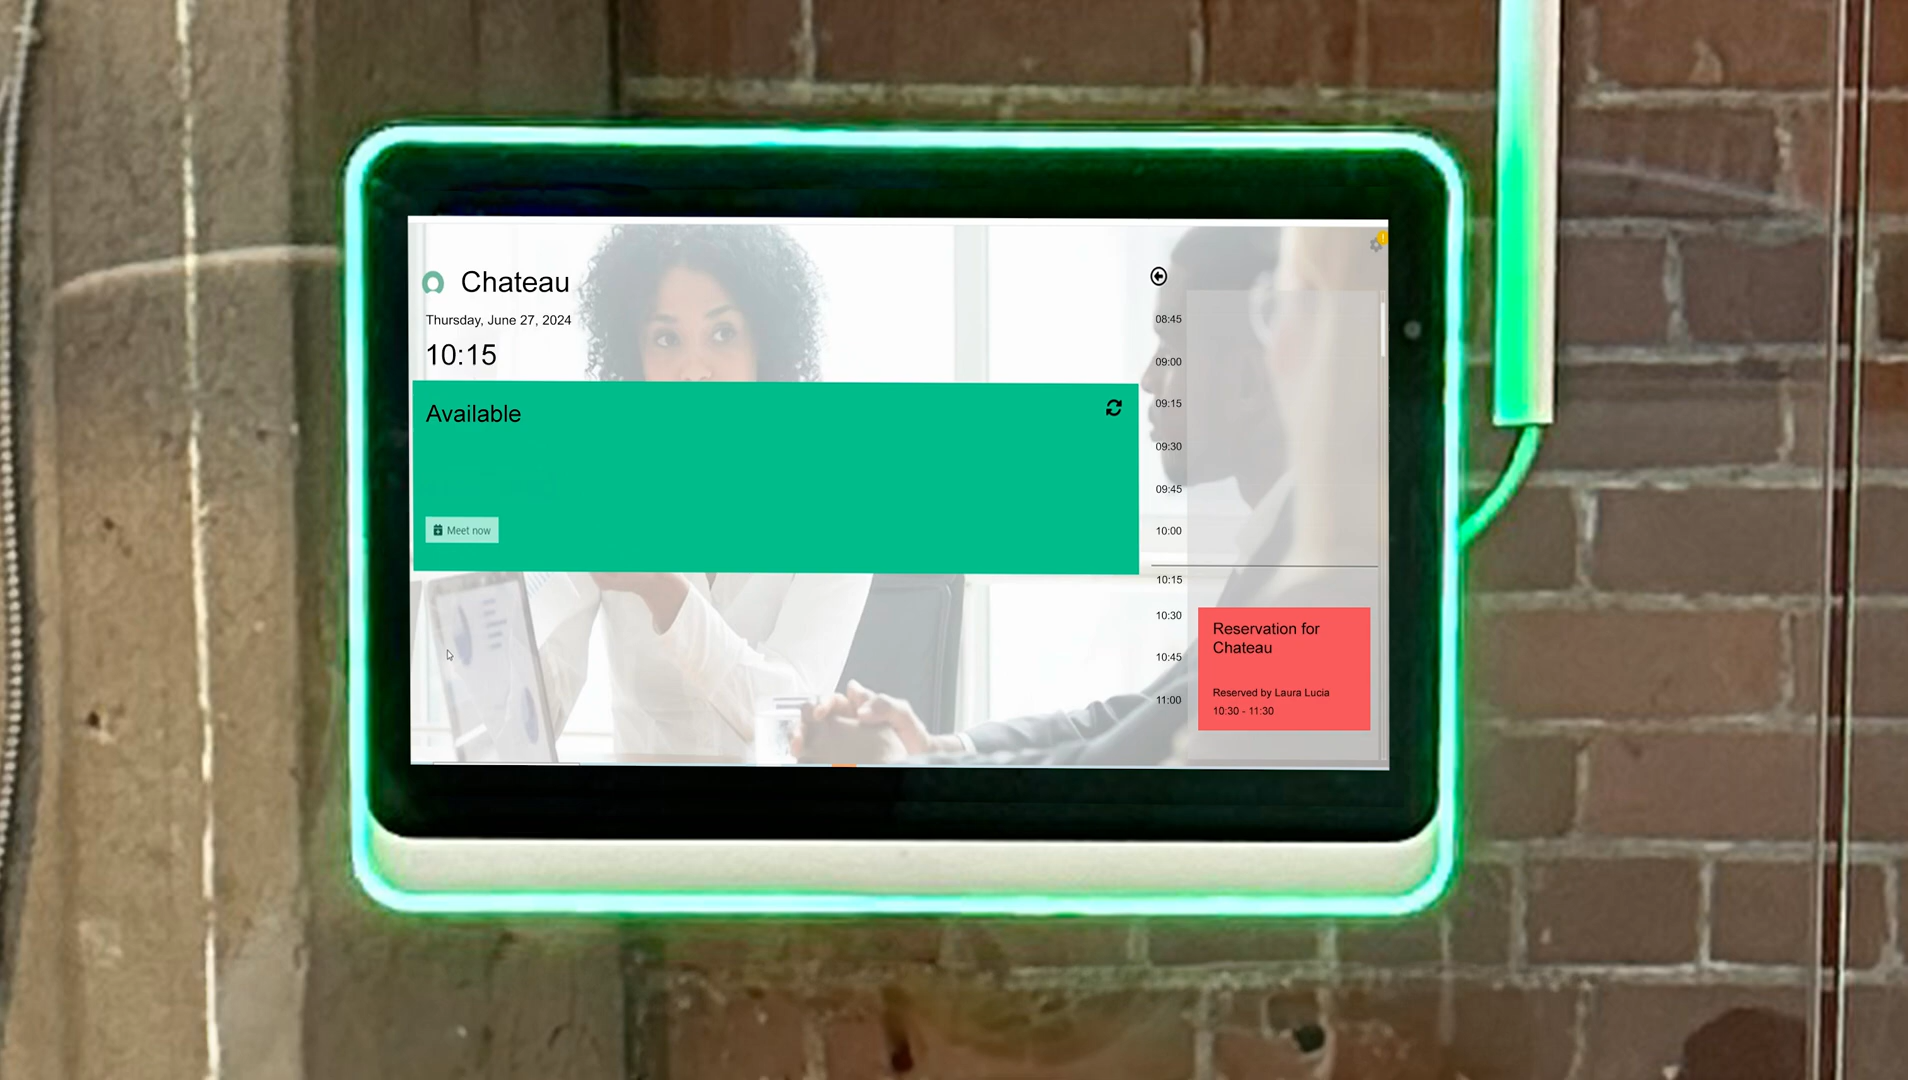 Chateau
Thursday, June 27, 2024
10:15
Available
Meet now
08:45
09:00
09:15
09:30
09:45
10:00
10:15
10:30
10:45
11:00
Reservation for
Chateau
Reserved by Laura Lucia
10:30 - 11:30